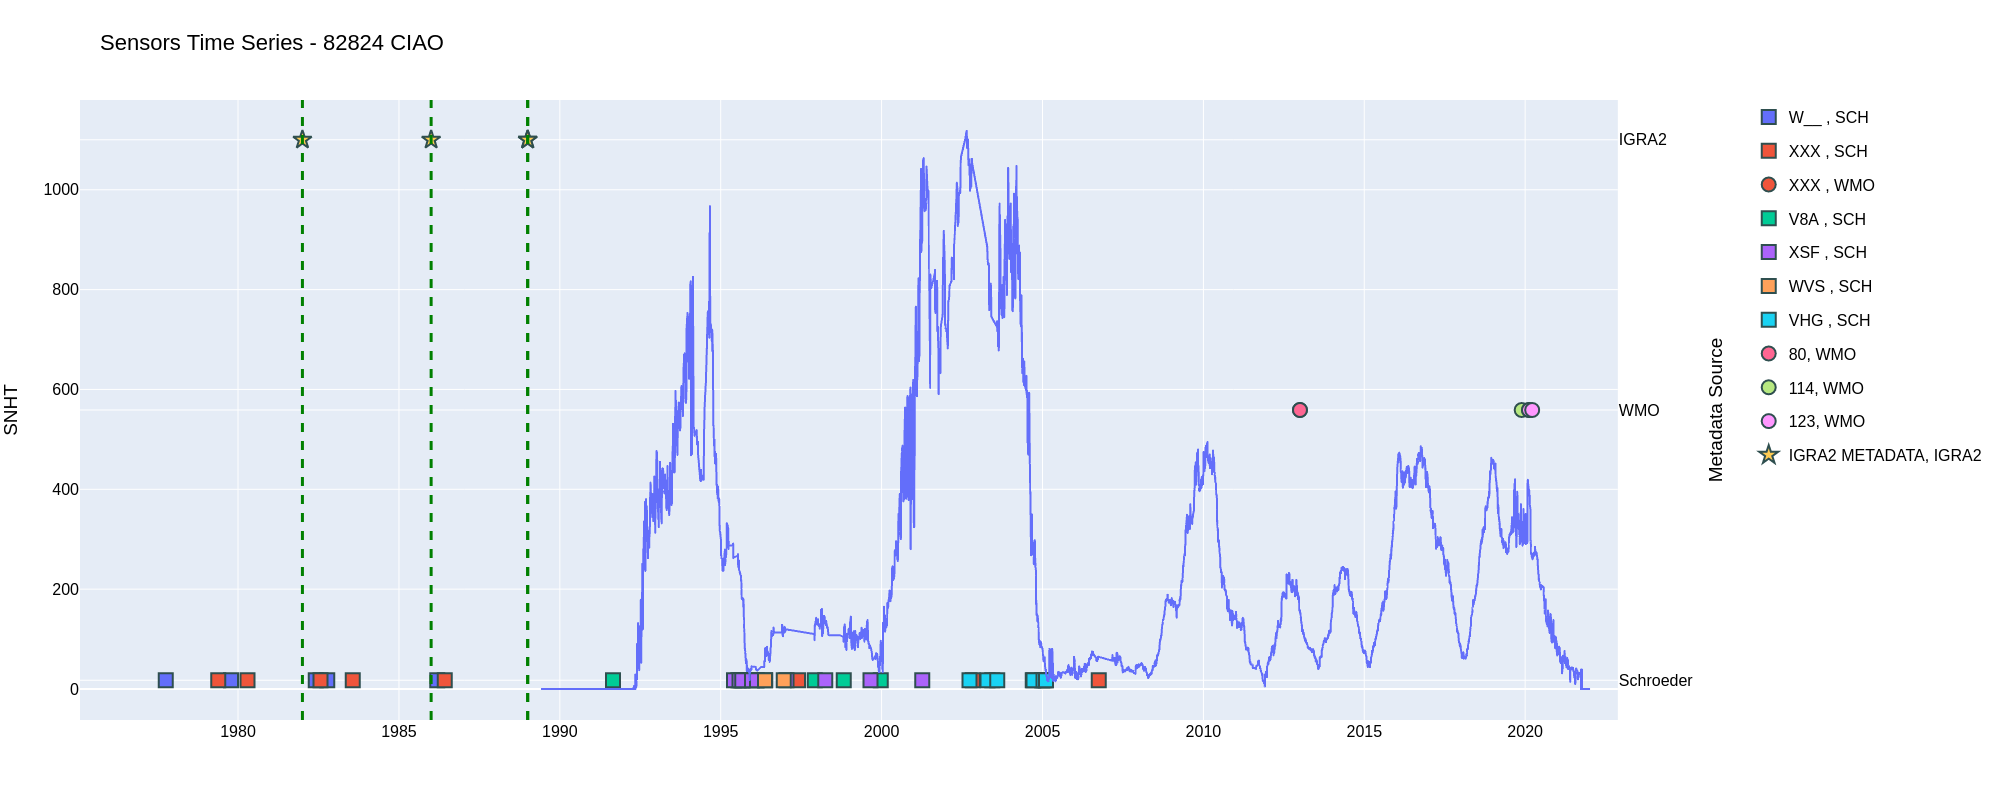 Sensors Time Series - 82824 CIAO
SNHT
1000
800
600
400
200
0
1980
1985
1990
1995
2000
2005
2010
2015
2020
IGRA2
WMO
Schroeder
Metadata Source
W__ , SCH
XXX , SCH
XXX , WMO
V8A , SCH
XSF , SCH
WVS , SCH
VHG , SCH
80, WMO
114, WMO
123, WMO
IGRA2 METADATA, IGRA2